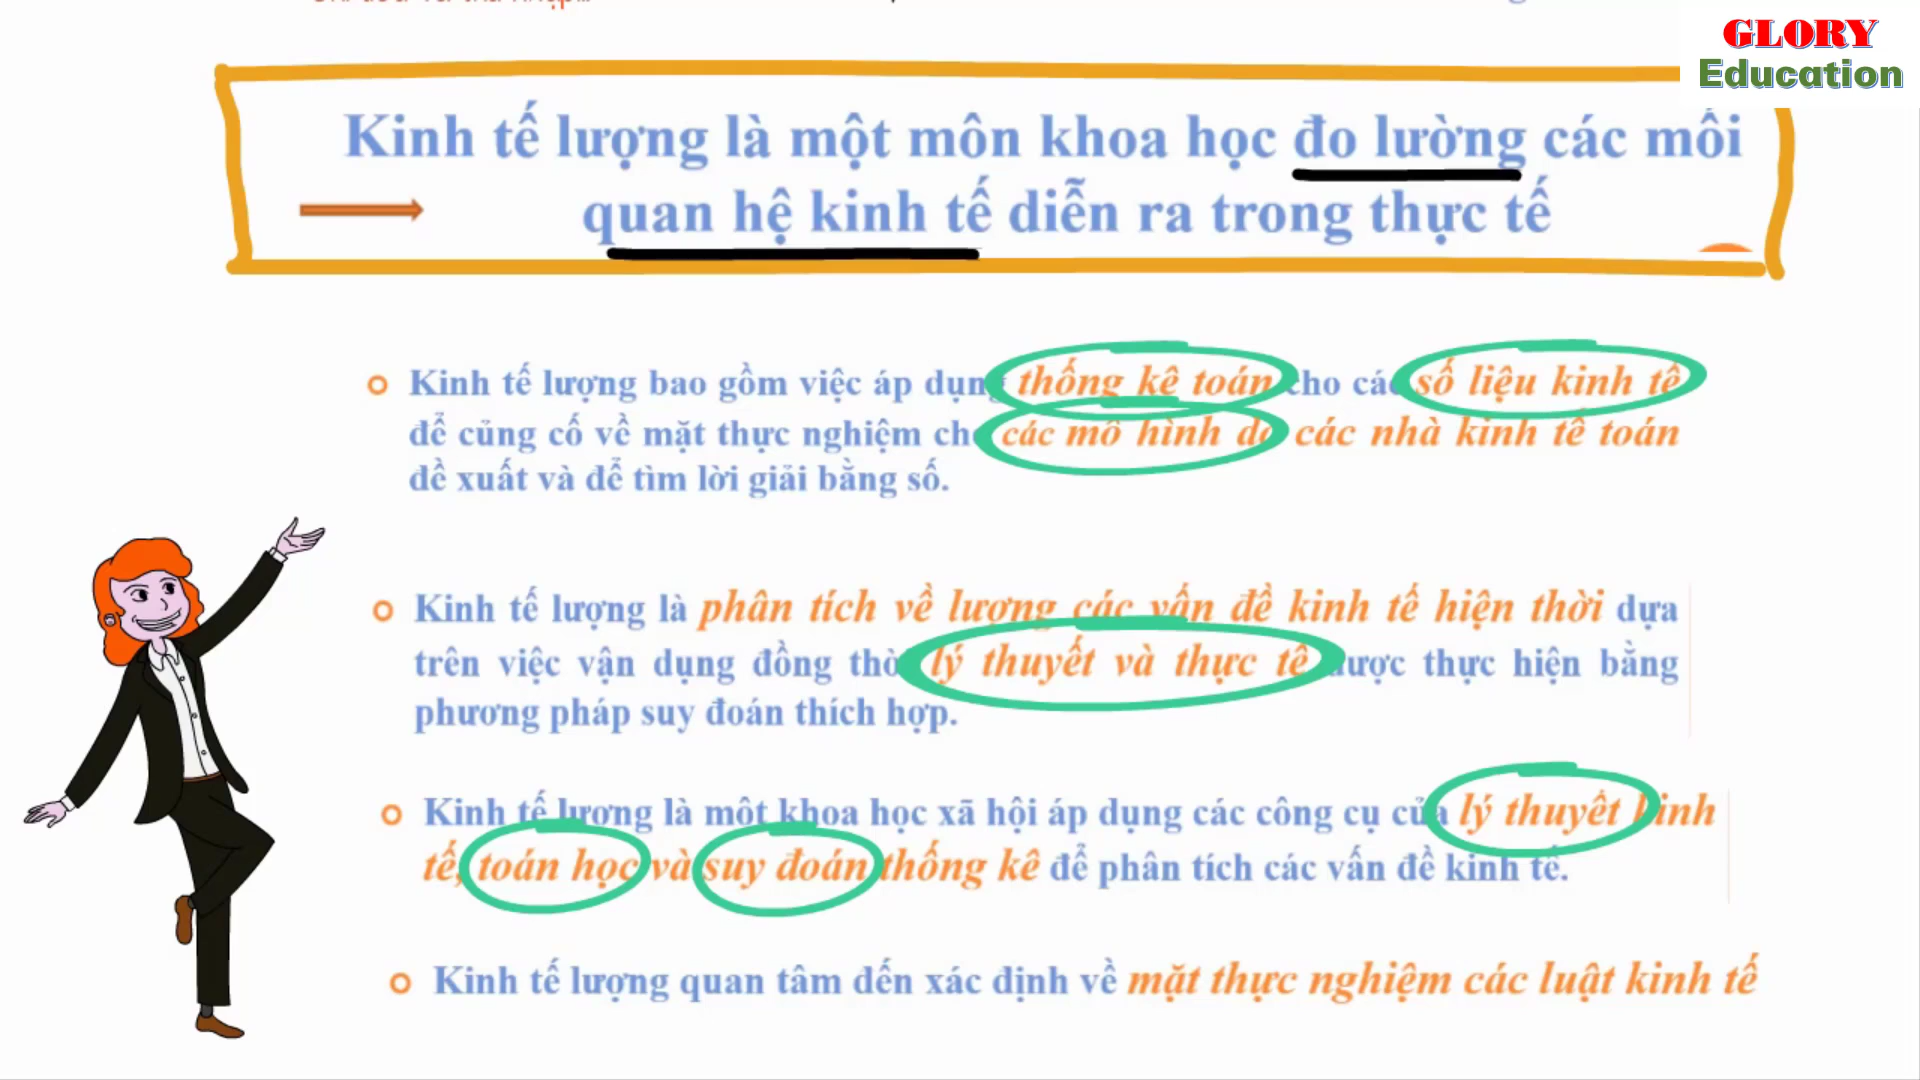 GLORY
Education
Kinh tế lượng là một môn khoa học đo lường các mối
quan hệ kinh tế diễn ra trong thực tế
Kinh tế lượng bao gồm việc áp dụng thống kê toán cho các số liệu kinh tế
để củng cố về mặt thực nghiệm cho các mô hình do các nhà kinh tế toán
đề xuất và để tìm lời giải bằng số.
Kinh tế lượng là phân tích về lượng các vấn đề kinh tế hiện thời dựa
trên việc vận dụng đồng thời lý thuyết và thực tế được thực hiện bằng
phương pháp suy đoán thích hợp.
Kinh tế lượng là một khoa học xã hội áp dụng các công cụ của lý thuyết kinh
tế, toán học và suy đoán thống kê để phân tích các vấn đề kinh tế.
Kinh tế lượng quan tâm đến xác định về mặt thực nghiệm các luật kinh tế